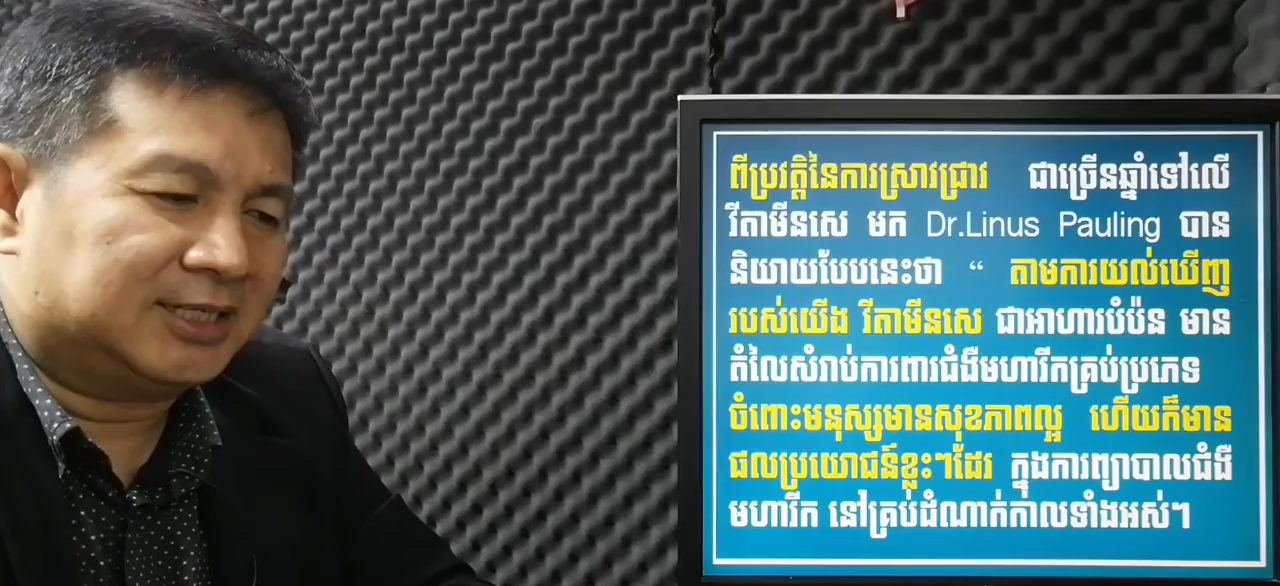 ពីប្រវត្តិនៃការស្រាវជ្រាវ ជាច្រើនឆ្នាំទៅលើ
វីតាមីនសេ មក Dr.Linus Pauling បាន
និយាយបែបនេះថា “ តាមការយល់ឃើញ
របស់យើង វីតាមីនសេ ជាអាហារបំប៉ន មាន
តំលៃសំរាប់ការពារជំងឺមហារីកគ្រប់ប្រភេទ
ចំពោះមនុស្សមានសុខភាពល្អ ហើយក៏មាន
ផលប្រយោជន៍ខ្លះៗដែរ ក្នុងការព្យាបាលជំងឺ
មហារីក នៅគ្រប់ដំណាក់កាលទាំងអស់ៗ